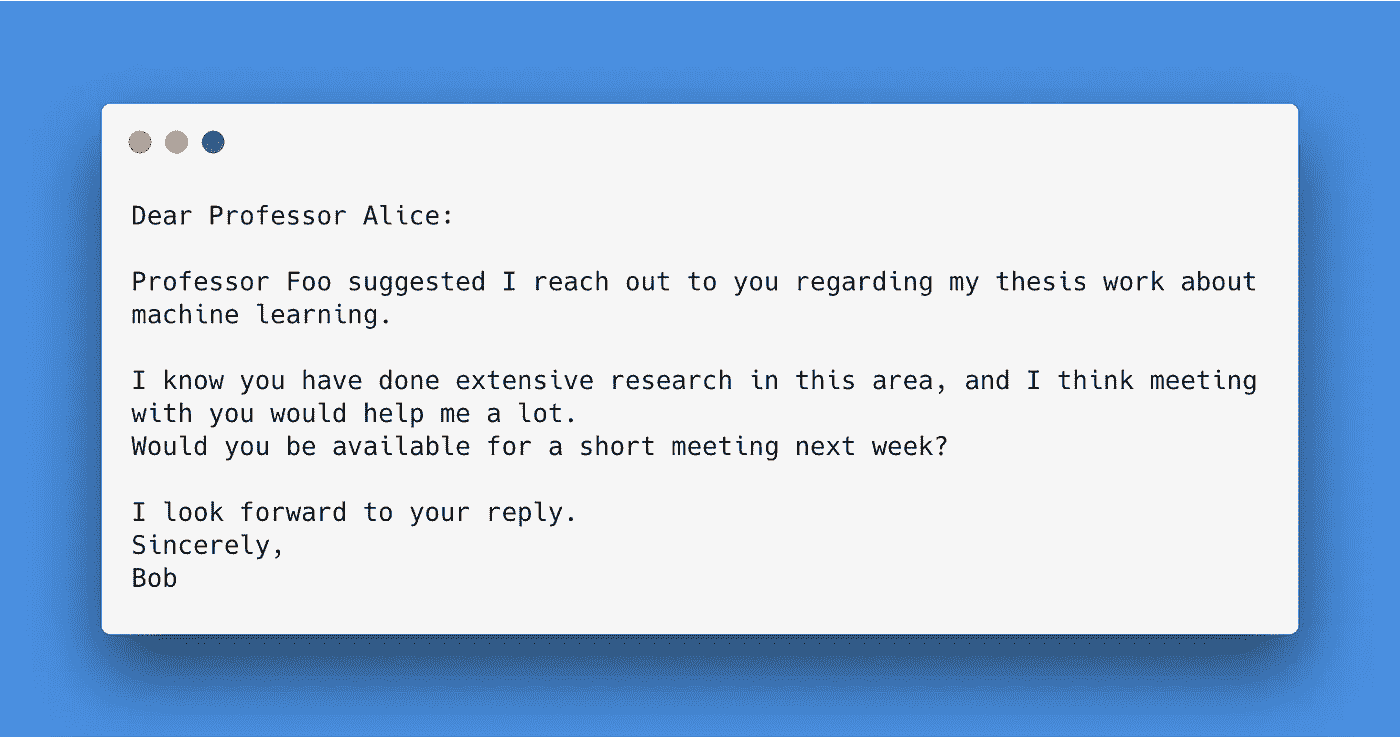 Dear Professor Alice:
Professor Foo suggested I reach out to you regarding my thesis work about
machine learning.
I know you have done extensive research in this area, and I think meeting
with you would help me a lot.
Would you be available for a short meeting next week?
I look forward to your reply.
Sincerely,
Bob